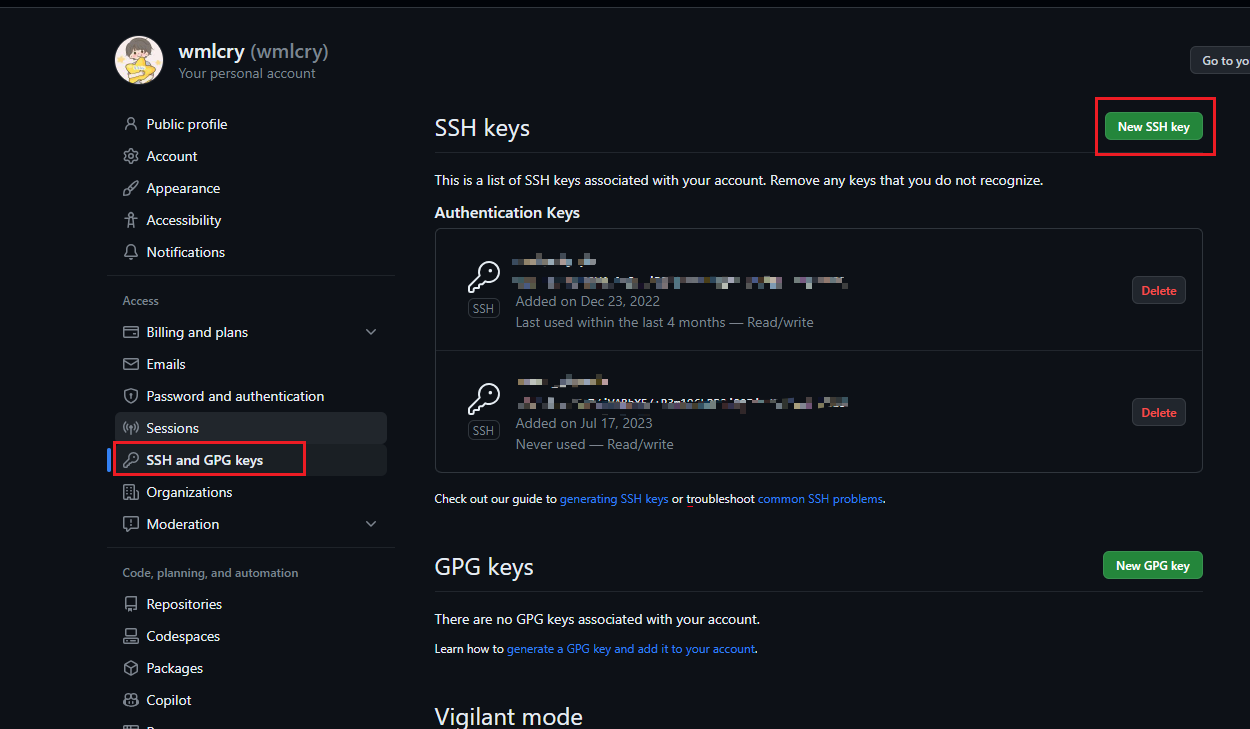 wmlcry (wmlcry)
Your personal account
Go to yo
Public profile
Account
Appearance
Accessibility
Notifications
Access
Billing and plans
Emails
Password and authentication
Sessions
SSH and GPG keys
Organizations
Moderation
Code, planning, and automation
Repositories
Codespaces
Packages
Copilot
SSH keys
New SSH key
This is a list of SSH keys associated with your account. Remove any keys that you do not recognize.
Authentication Keys
SSH
Added on Dec 23, 2022
Last used within the last 4 months — Read/write
Delete
SSH
Added on Jul 17, 2023
Never used — Read/write
Delete
Check out our guide to generating SSH keys or troubleshoot common SSH problems.
GPG keys
New GPG key
There are no GPG keys associated with your account.
Learn how to generate a GPG key and add it to your account.
Vigilant mode